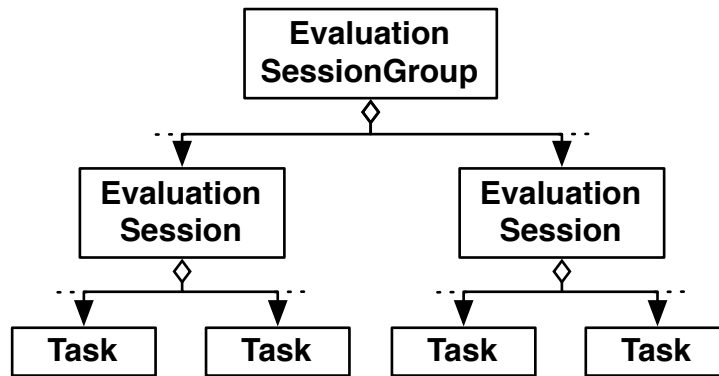 Evaluation
SessionGroup
Evaluation
Session
Evaluation
Session
Task
Task
Task
Task